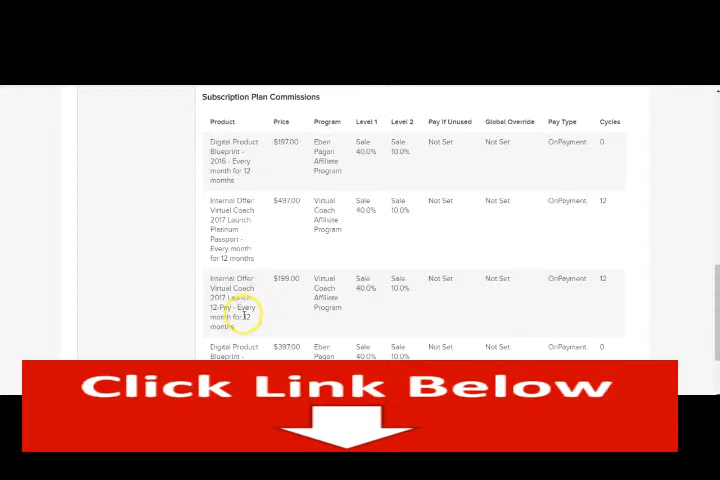 Subscription Plan Commissions
Product Price Program Level 1 Level 2 Pay If Unused Global Override Pay Type Cycles
Digital Product $197.00 Eben Sale Sale Not Set Not Set OnPayment 0
Blueprint - Pagan 40.0% 10.0%
2016 - Every Affiliate
month for 12 Program
months
Internal Offer: $497.00 Virtual Sale Sale Not Set Not Set OnPayment 12
Virtual Coach Coach 40.0% 10.0%
2017 Launch Affiliate
Platinum Program
Passport -
Every month
for 12 months
Internal Offer: $199.00 Virtual Sale Sale Not Set Not Set OnPayment 12
Virtual Coach Coach 40.0% 10.0%
2017 Launch Affiliate
12-Pay - Every Program
month for 12
months
Digital Product $397.00 Eben Sale Sale Not Set Not Set OnPayment 0
Blueprint - Pagan 40.0% 10.0%
Click Link Below